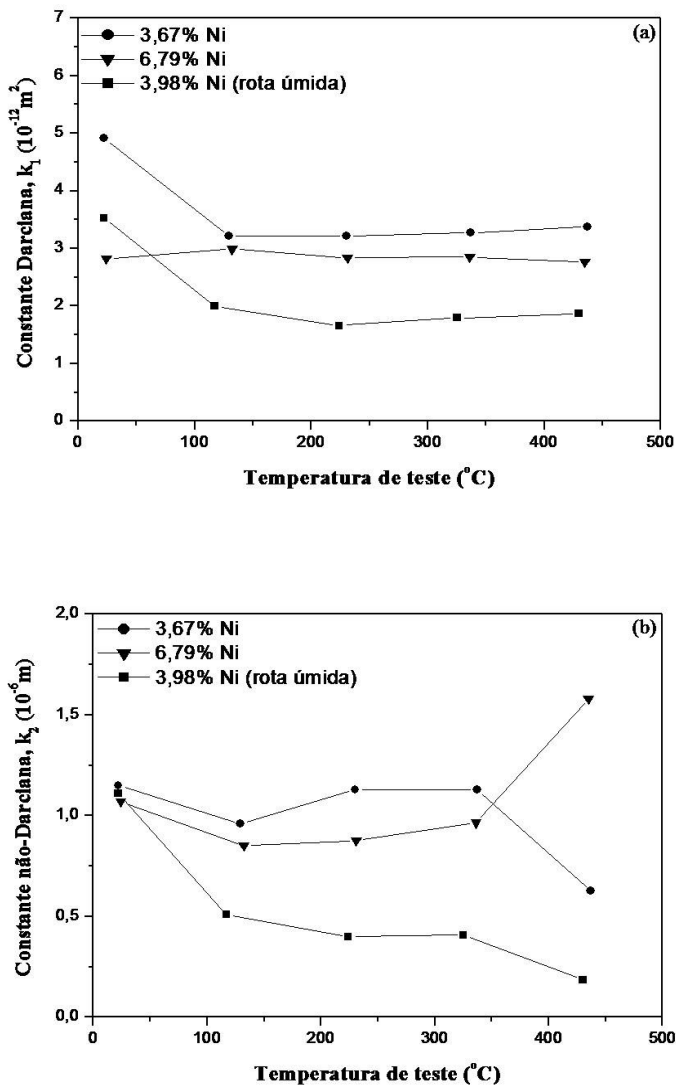 7
(a)
3,67% Ni
6,79% Ni
3,98% Ni (rota úmida)
6
5
4
3
2
1
0
Constante Darciana, k₁ (10⁻¹²m²)
0 100 200 300 400 500
Temperatura de teste (°C)
2,0
(b)
3,67% Ni
6,79% Ni
3,98% Ni (rota úmida)
1,5
1,0
0,5
0,0
Constante não-Darciana, k₂ (10⁻⁶m)
0 100 200 300 400 500
Temperatura de teste (°C)